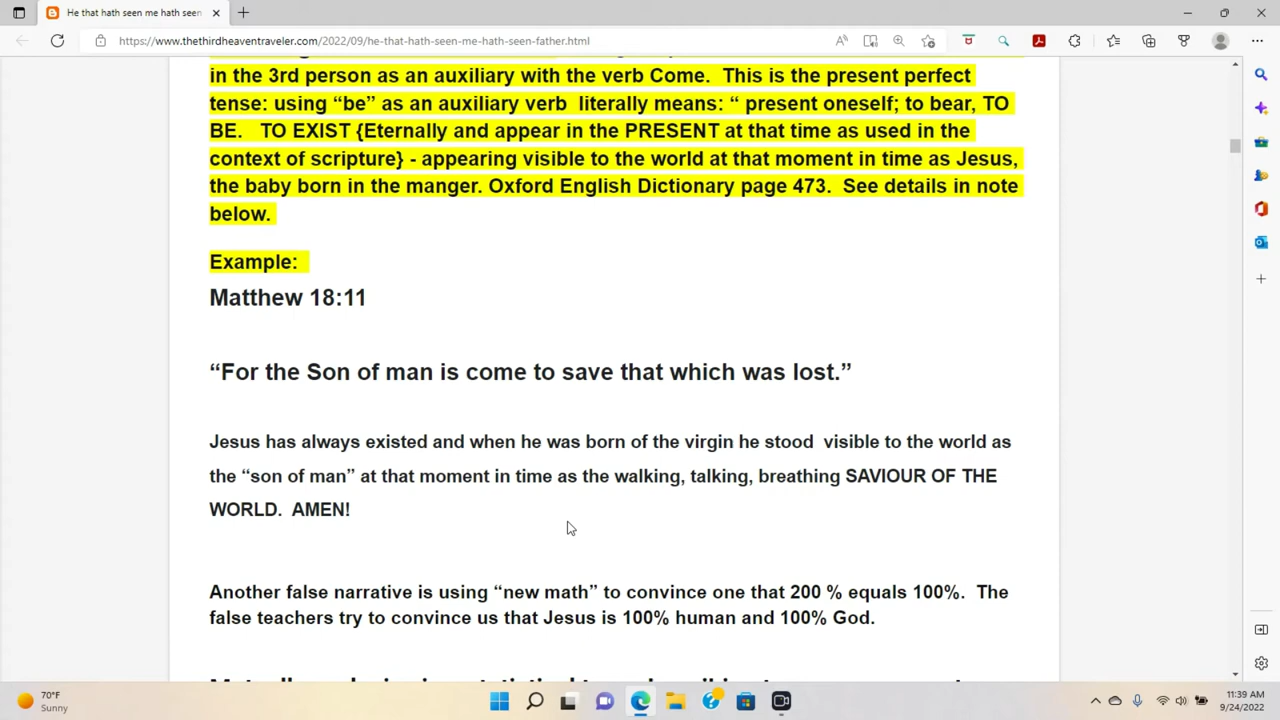 He that hath seen me hath seen
https://www.thethirdheaventraveler.com/2022/09/he-that-hath-seen-me-hath-seen-father.html
in the 3rd person as an auxiliary with the verb Come.  This is the present perfect
tense: using “be” as an auxiliary verb  literally means: “ present oneself; to bear, TO
BE.   TO EXIST {Eternally and appear in the PRESENT at that time as used in the
context of scripture} - appearing visible to the world at that moment in time as Jesus,
the baby born in the manger. Oxford English Dictionary page 473.  See details in note
below.
Example:
Matthew 18:11
“For the Son of man is come to save that which was lost.”
Jesus has always existed and when he was born of the virgin he stood  visible to the world as
the “son of man” at that moment in time as the walking, talking, breathing SAVIOUR OF THE
WORLD.  AMEN!
Another false narrative is using “new math” to convince one that 200 % equals 100%.  The
false teachers try to convince us that Jesus is 100% human and 100% God.
70°F
Sunny
11:39 AM
9/24/2022